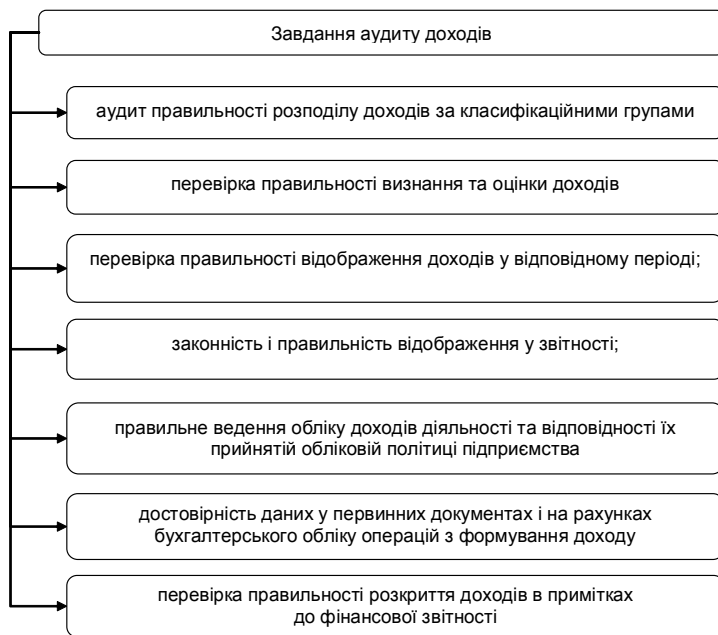 Завдання аудиту доходів
аудит правильності розподілу доходів за класифікаційними групами
перевірка правильності визнання та оцінки доходів
перевірка правильності відображення доходів у відповідному періоді;
законність і правильність відображення у звітності;
правильне ведення обліку доходів діяльності та відповідності їх
прийнятій обліковій політиці підприємства
достовірність даних у первинних документах і на рахунках
бухгалтерського обліку операцій з формування доходу
перевірка правильності розкриття доходів в примітках
до фінансової звітності